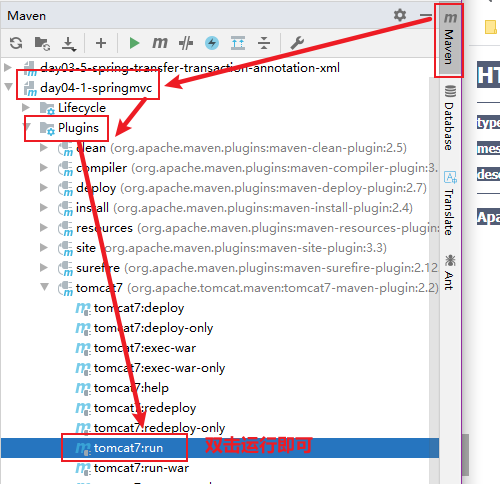 Maven
day03-5-spring-transfer-transaction-annotation-xml
day04-1-springmvc
Lifecycle
Plugins
clean (org.apache.maven.plugins:maven-clean-plugin:2.5)
compiler (org.apache.maven.plugins:maven-compiler-plugin:3.
deploy (org.apache.maven.plugins:maven-deploy-plugin:2.7)
install (org.apache.maven.plugins:maven-install-plugin:2.4)
resources (org.apache.maven.plugins:maven-resources-plugin
site (org.apache.maven.plugins:maven-site-plugin:3.3)
surefire (org.apache.maven.plugins:maven-surefire-plugin:2.12
tomcat7 (org.apache.tomcat.maven:tomcat7-maven-plugin:2.2)
tomcat7:deploy
tomcat7:deploy-only
tomcat7:exec-war
tomcat7:exec-war-only
tomcat7:help
tomcat7:redeploy
tomcat7:redeploy-only
tomcat7:run
双击运行即可
tomcat7:run-war
m Maven
Database
Translate
Ant
HT
type
mes
desc
Apa